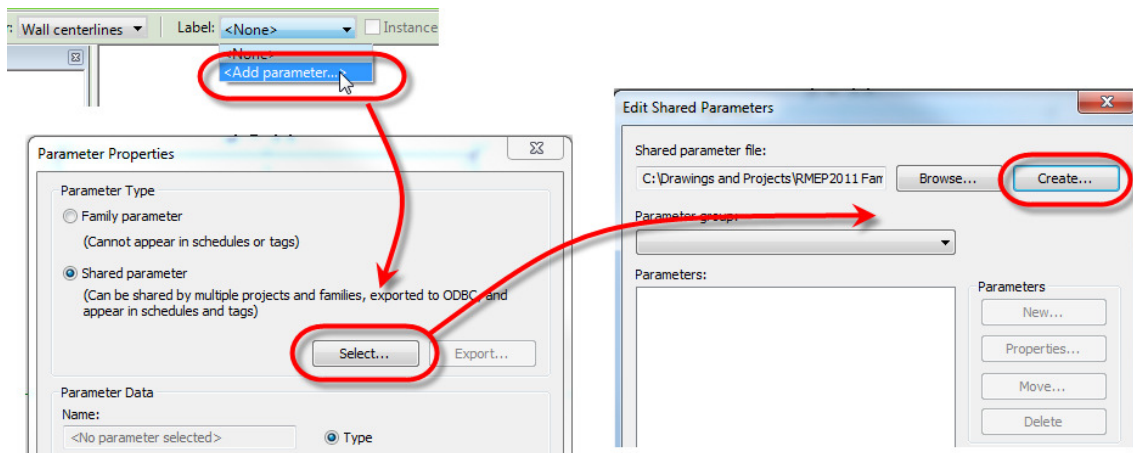 r: Wall centerlines Label: <None> Instance
<None>
<Add parameter...>
Parameter Properties
Parameter Type
Family parameter
(Cannot appear in schedules or tags)
Shared parameter
(Can be shared by multiple projects and families, exported to ODBC, and
appear in schedules and tags)
Select... Export...
Parameter Data
Name:
<No parameter selected> Type
Edit Shared Parameters
Shared parameter file:
C:\Drawings and Projects\RMEP2011 Fam Browse... Create...
Parameter group:
Parameters:
Parameters
New...
Properties...
Move...
Delete